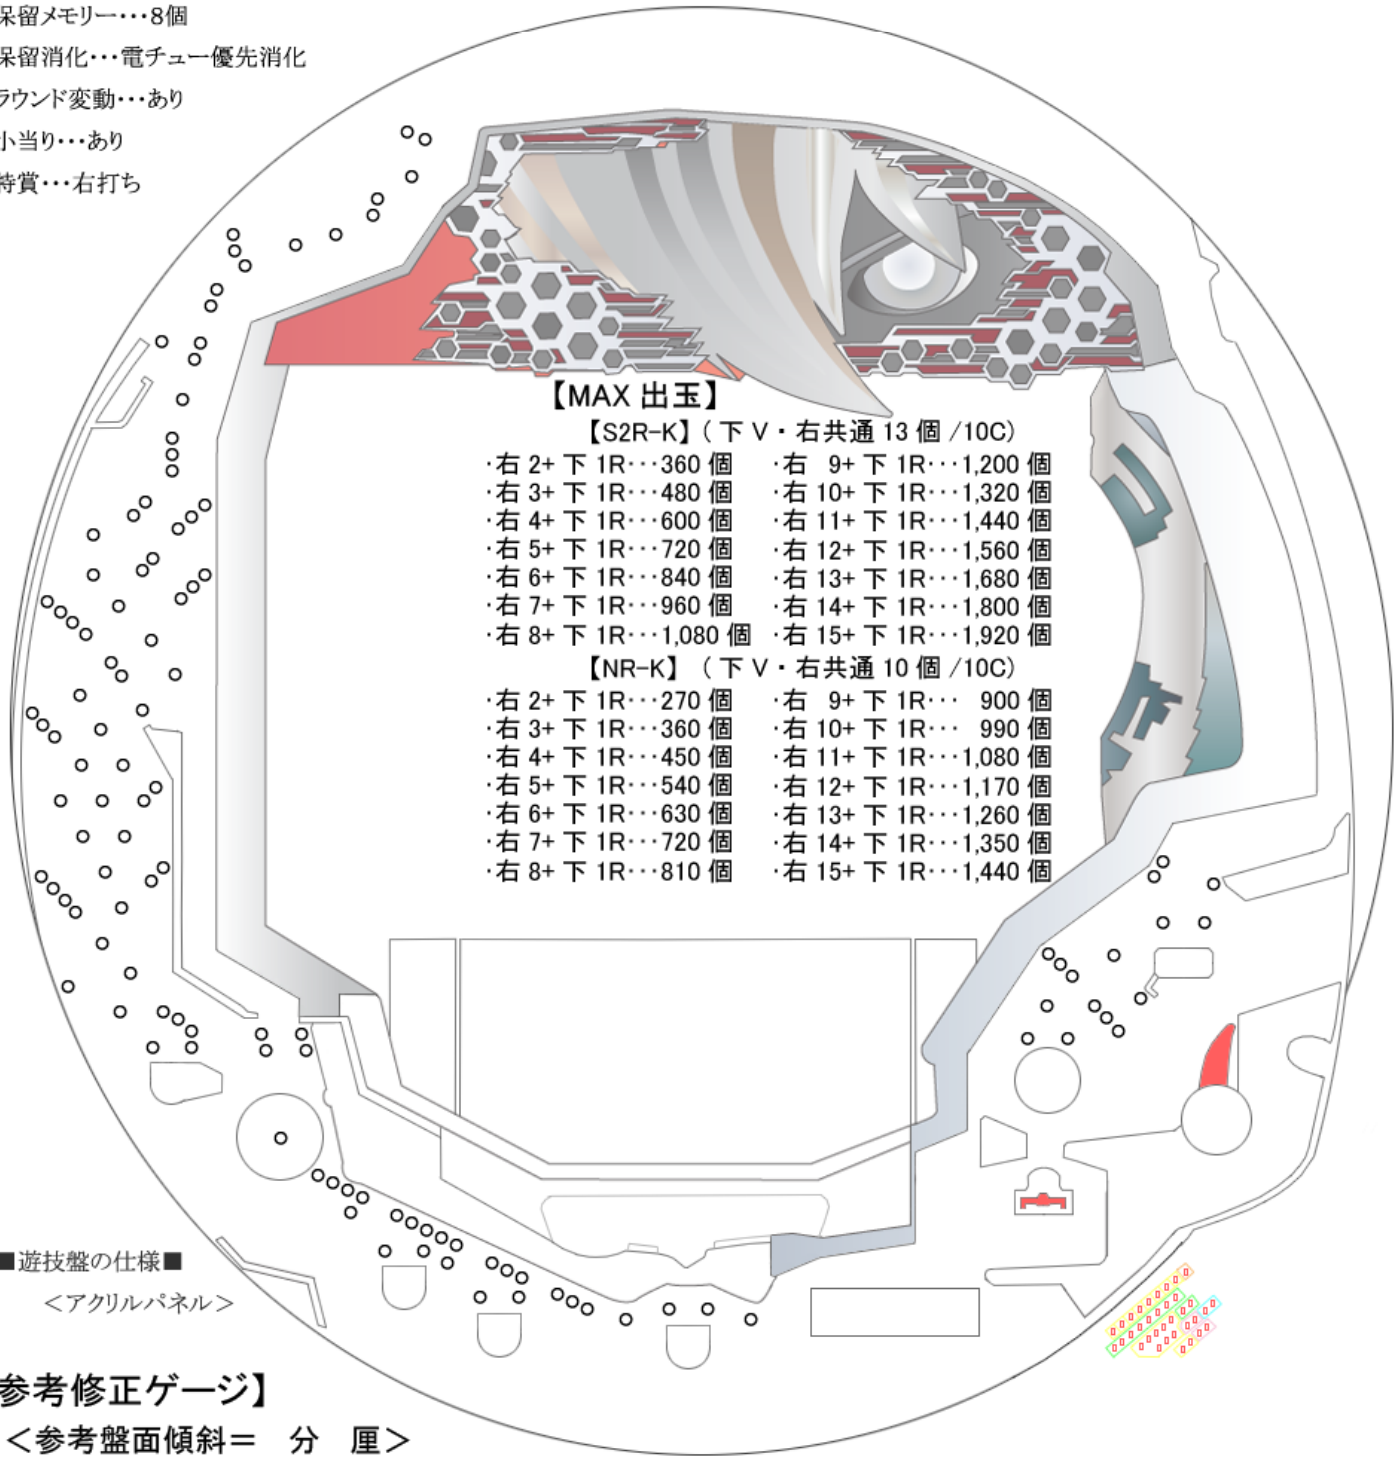 保留メモリー･･･8個
保留消化･･･電チュー優先消化
ラウンド変動･･･あり
小当り･･･あり
特賞･･･右打ち
【MAX 出玉】
【S2R-K】（下 V・右共通 13 個 /10C）
･右 2+ 下 1R･･･360 個 ･右 9+ 下 1R･･･1,200 個
･右 3+ 下 1R･･･480 個 ･右 10+ 下 1R･･･1,320 個
･右 4+ 下 1R･･･600 個 ･右 11+ 下 1R･･･1,440 個
･右 5+ 下 1R･･･720 個 ･右 12+ 下 1R･･･1,560 個
･右 6+ 下 1R･･･840 個 ･右 13+ 下 1R･･･1,680 個
･右 7+ 下 1R･･･960 個 ･右 14+ 下 1R･･･1,800 個
･右 8+ 下 1R･･･1,080 個 ･右 15+ 下 1R･･･1,920 個
【NR-K】（下 V・右共通 10 個 /10C）
･右 2+ 下 1R･･･270 個 ･右 9+ 下 1R･･･ 900 個
･右 3+ 下 1R･･･360 個 ･右 10+ 下 1R･･･ 990 個
･右 4+ 下 1R･･･450 個 ･右 11+ 下 1R･･･1,080 個
･右 5+ 下 1R･･･540 個 ･右 12+ 下 1R･･･1,170 個
･右 6+ 下 1R･･･630 個 ･右 13+ 下 1R･･･1,260 個
･右 7+ 下 1R･･･720 個 ･右 14+ 下 1R･･･1,350 個
･右 8+ 下 1R･･･810 個 ･右 15+ 下 1R･･･1,440 個
■遊技盤の仕様■
＜アクリルパネル＞
参考修正ゲージ】
＜参考盤面傾斜＝ 分 厘＞